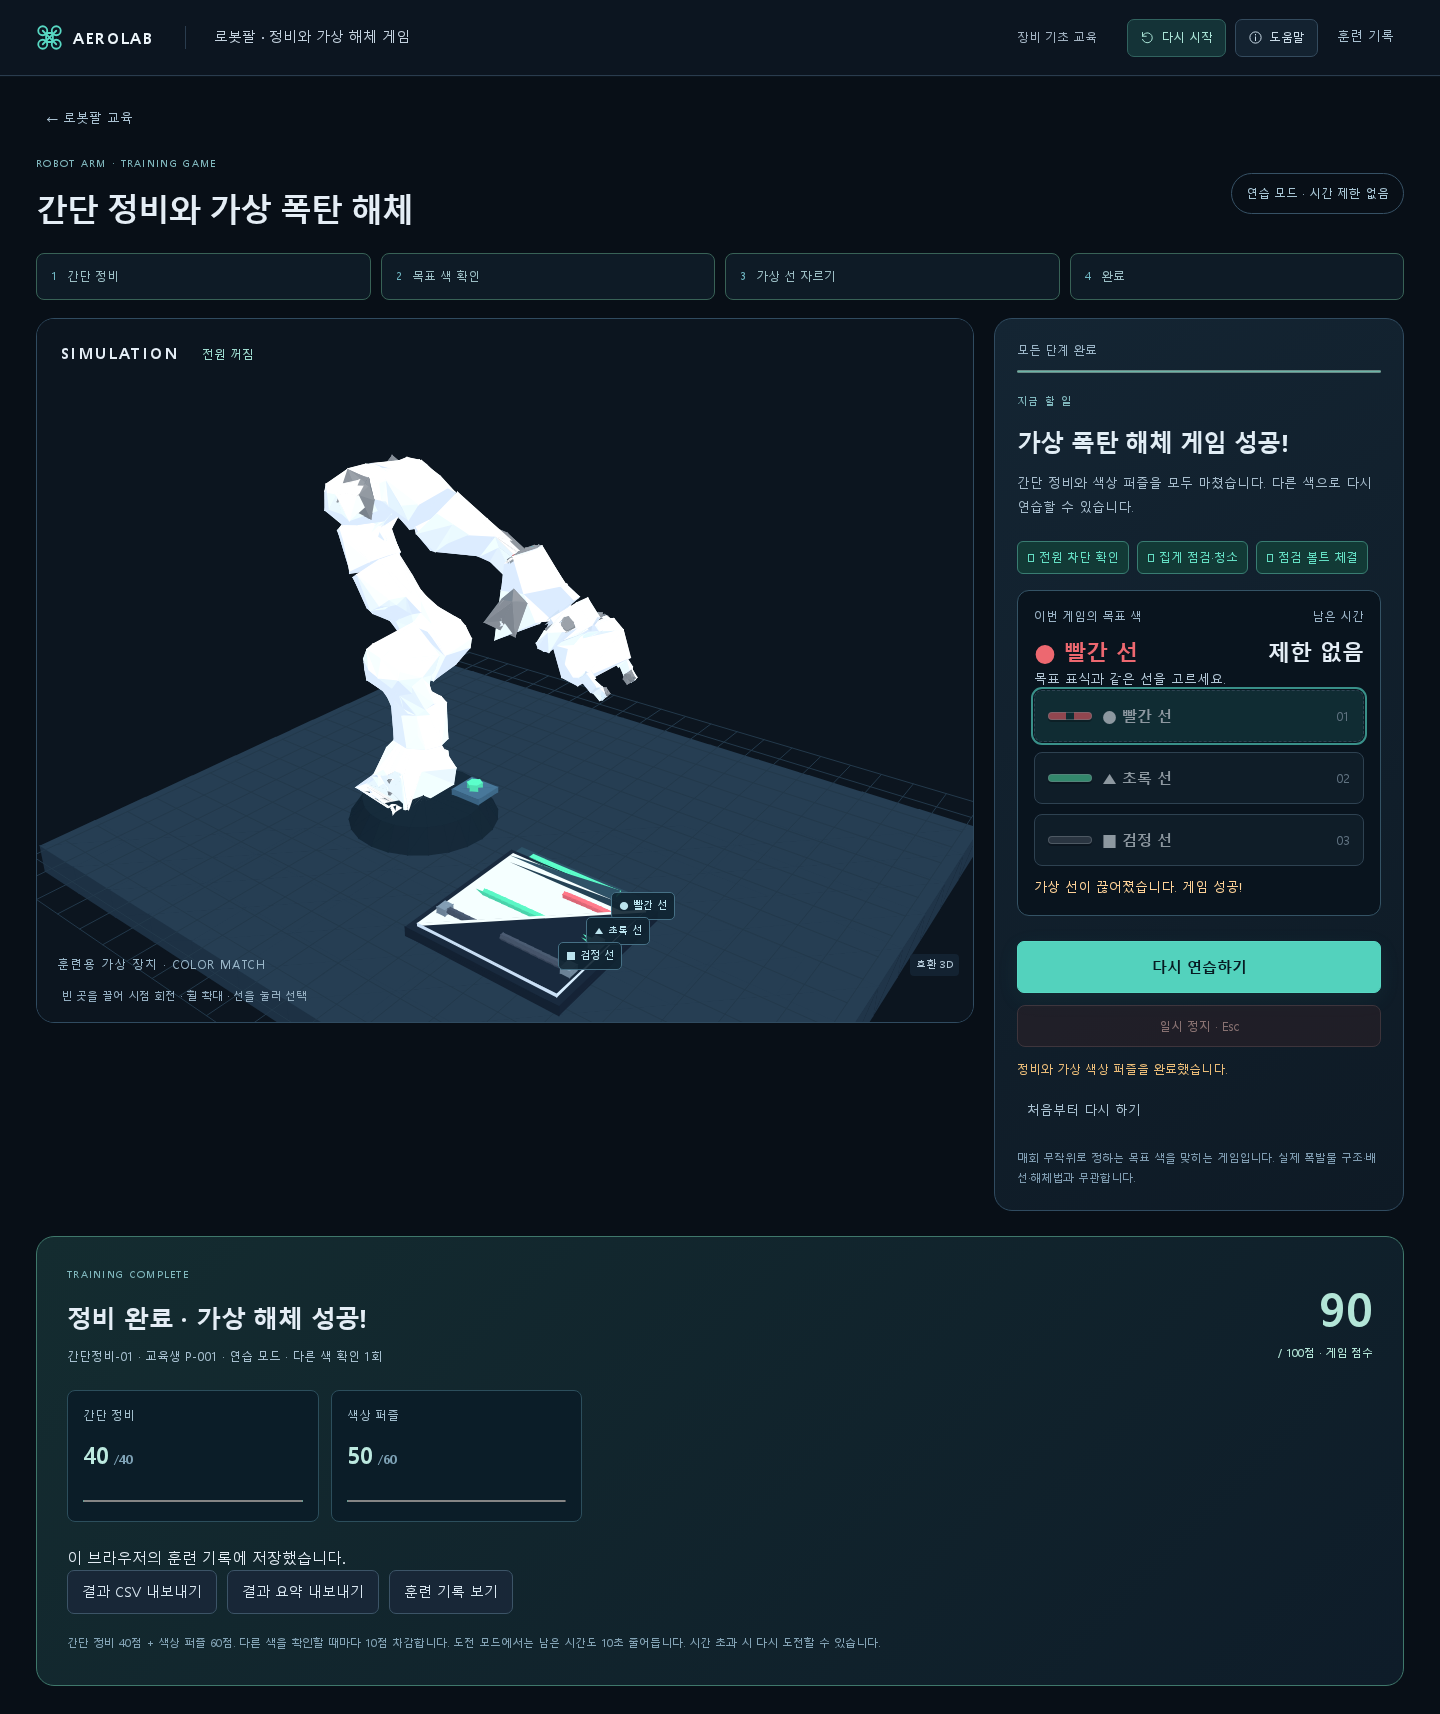 AEROLAB
로봇팔 · 정비와 가상 해체 게임
장비 기초 교육
다시 시작
도움말
훈련 기록
← 로봇팔 교육
ROBOT ARM · TRAINING GAME
간단 정비와 가상 폭탄 해체
연습 모드 · 시간 제한 없음
1 간단 정비
2 목표 색 확인
3 가상 선 자르기
4 완료
SIMULATION 전원 꺼짐
● 빨간 선
▲ 초록 선
■ 검정 선
훈련용 가상 장치 · COLOR MATCH
호환 3D
빈 곳을 끌어 시점 회전 · 휠 확대 · 선을 눌러 선택
모든 단계 완료
지금 할 일
가상 폭탄 해체 게임 성공!
간단 정비와 색상 퍼즐을 모두 마쳤습니다. 다른 색으로 다시
연습할 수 있습니다.
전원 차단 확인
집게 점검·청소
점검 볼트 체결
이번 게임의 목표 색
남은 시간
● 빨간 선
제한 없음
목표 표식과 같은 선을 고르세요.
● 빨간 선 01
▲ 초록 선 02
■ 검정 선 03
가상 선이 끊어졌습니다. 게임 성공!
다시 연습하기
일시 정지 · Esc
정비와 가상 색상 퍼즐을 완료했습니다.
처음부터 다시 하기
매회 무작위로 정하는 목표 색을 맞히는 게임입니다. 실제 폭발물 구조·배
선·해체법과 무관합니다.
TRAINING COMPLETE
정비 완료 · 가상 해체 성공!
간단정비-01 · 교육생 P-001 · 연습 모드 · 다른 색 확인 1회
90
/ 100점 · 게임 점수
간단 정비
40 /40
색상 퍼즐
50 /60
이 브라우저의 훈련 기록에 저장했습니다.
결과 CSV 내보내기
결과 요약 내보내기
훈련 기록 보기
간단 정비 40점 + 색상 퍼즐 60점. 다른 색을 확인할 때마다 10점 차감합니다. 도전 모드에서는 남은 시간도 10초 줄어듭니다. 시간 초과 시 다시 도전할 수 있습니다.